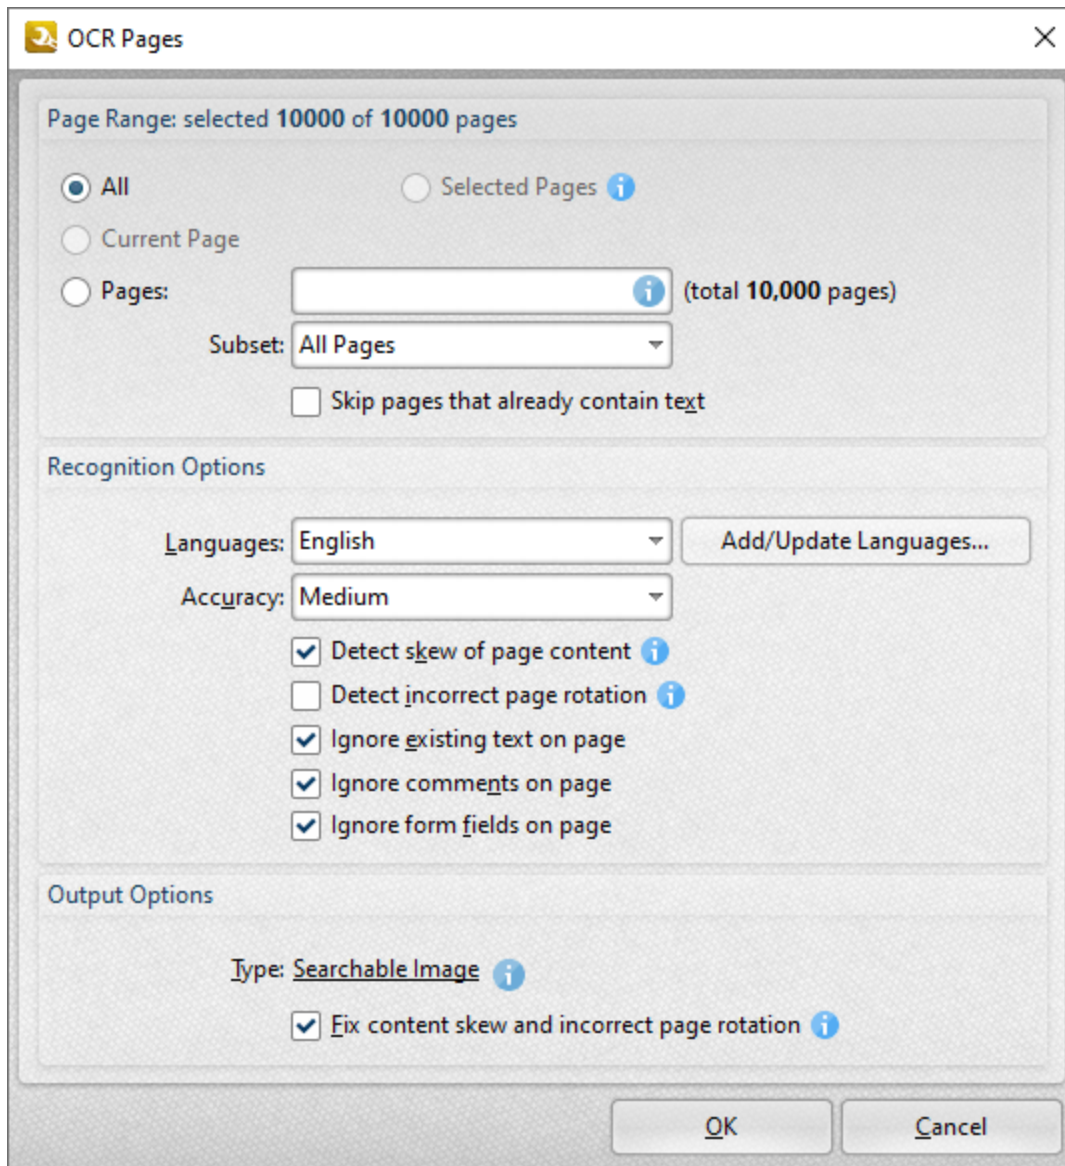 OCR Pages
Page Range: selected 10000 of 10000 pages
All
Selected Pages
Current Page
Pages:
(total 10,000 pages)
Subset: All Pages
Skip pages that already contain text
Recognition Options
Languages: English
Add/Update Languages...
Accuracy: Medium
Detect skew of page content
Detect incorrect page rotation
Ignore existing text on page
Ignore comments on page
Ignore form fields on page
Output Options
Type: Searchable Image
Fix content skew and incorrect page rotation
OK
Cancel